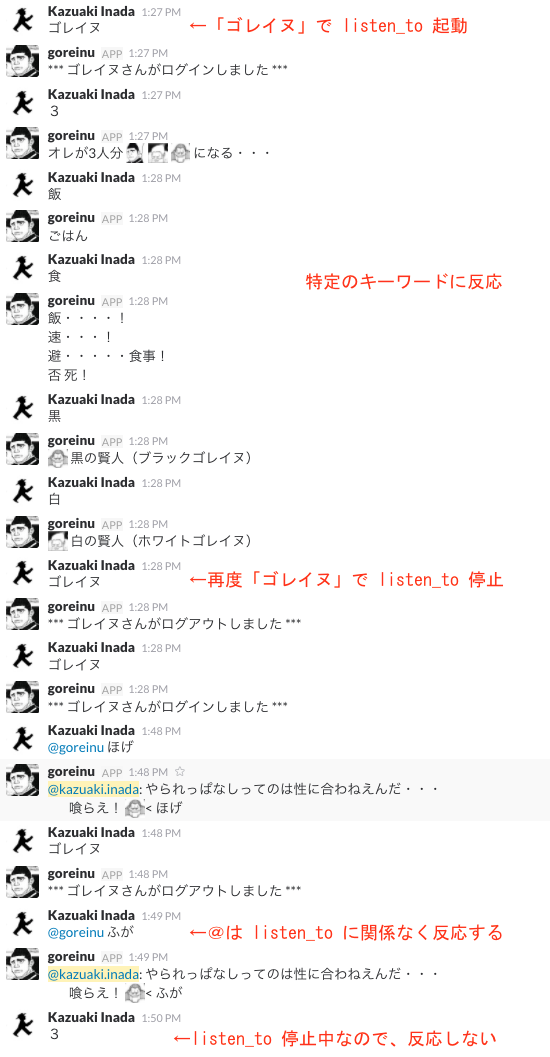 Kazuaki Inada 1:27 PM
ゴレイヌ ←「ゴレイヌ」で listen_to 起動
goreinu APP 1:27 PM
*** ゴレイヌさんがログインしました ***
Kazuaki Inada 1:27 PM
３
goreinu APP 1:27 PM
オレが3人分になる・・・
Kazuaki Inada 1:28 PM
飯
goreinu APP 1:28 PM
ごはん
Kazuaki Inada 1:28 PM
食 特定のキーワードに反応
goreinu APP 1:28 PM
飯・・・・！
速・・・！
避・・・・・食事！
否 死！
Kazuaki Inada 1:28 PM
黒
goreinu APP 1:28 PM
黒の賢人（ブラックゴレイヌ）
Kazuaki Inada 1:28 PM
白
goreinu APP 1:28 PM
白の賢人（ホワイトゴレイヌ）
Kazuaki Inada 1:28 PM
ゴレイヌ ←再度「ゴレイヌ」で listen_to 停止
goreinu APP 1:28 PM
*** ゴレイヌさんがログアウトしました ***
Kazuaki Inada 1:28 PM
ゴレイヌ
goreinu APP 1:28 PM
*** ゴレイヌさんがログインしました ***
Kazuaki Inada 1:48 PM
@goreinu ほげ
goreinu APP 1:48 PM ☆
@kazuaki.inada: やられっぱなしってのは性に合わねえんだ・・・
喰らえ！< ほげ
Kazuaki Inada 1:48 PM
ゴレイヌ
goreinu APP 1:48 PM
*** ゴレイヌさんがログアウトしました ***
Kazuaki Inada 1:49 PM
@goreinu ふが ←＠は listen_to に関係なく反応する
goreinu APP 1:49 PM
@kazuaki.inada: やられっぱなしってのは性に合わねえんだ・・・
喰らえ！< ふが
Kazuaki Inada 1:50 PM
３ ←listen_to 停止中なので、反応しない